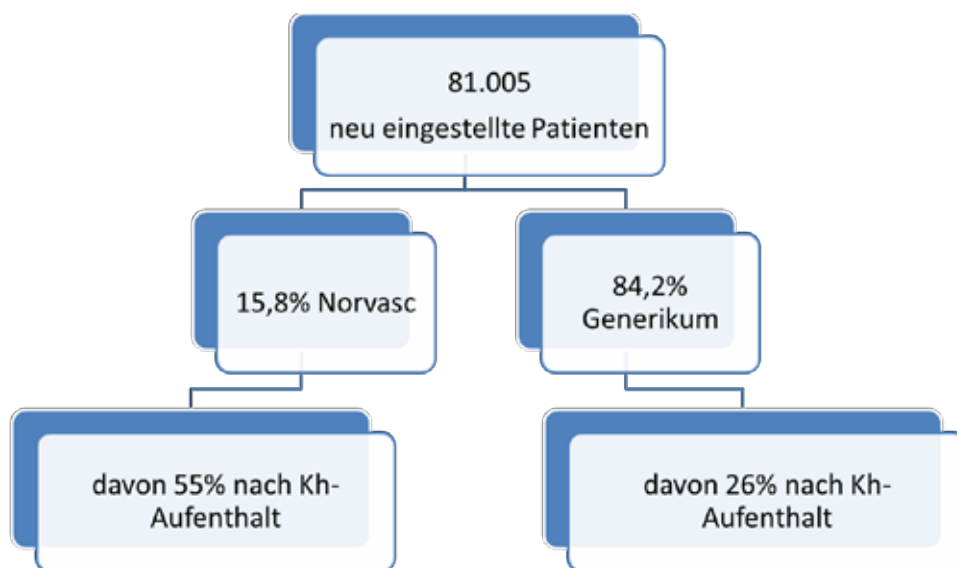 81.005
neu eingestellte Patienten
15,8% Norvasc
84,2%
Generikum
davon 55% nach Kh-
Aufenthalt
davon 26% nach Kh-
Aufenthalt